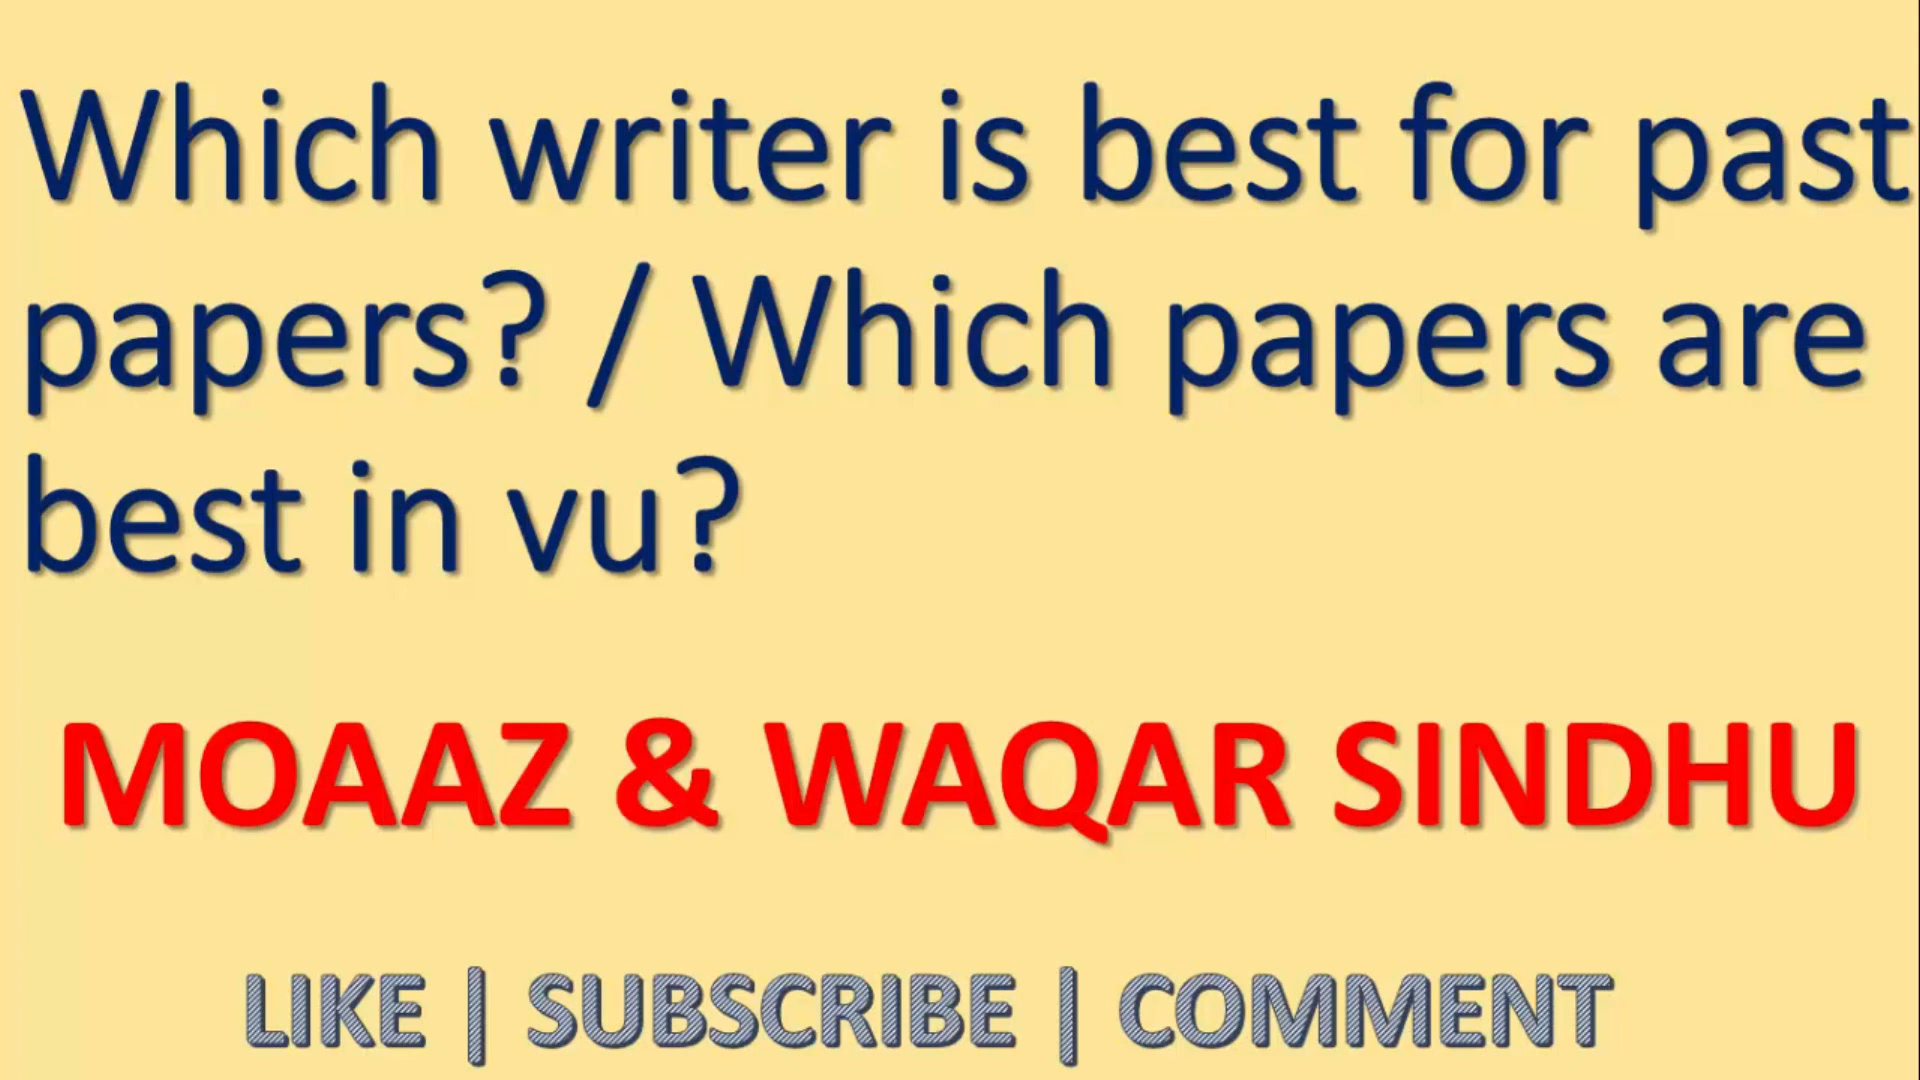 Which writer is best for past
papers? / Which papers are
best in vu?
MOAAZ & WAQAR SINDHU
LIKE | SUBSCRIBE | COMMENT